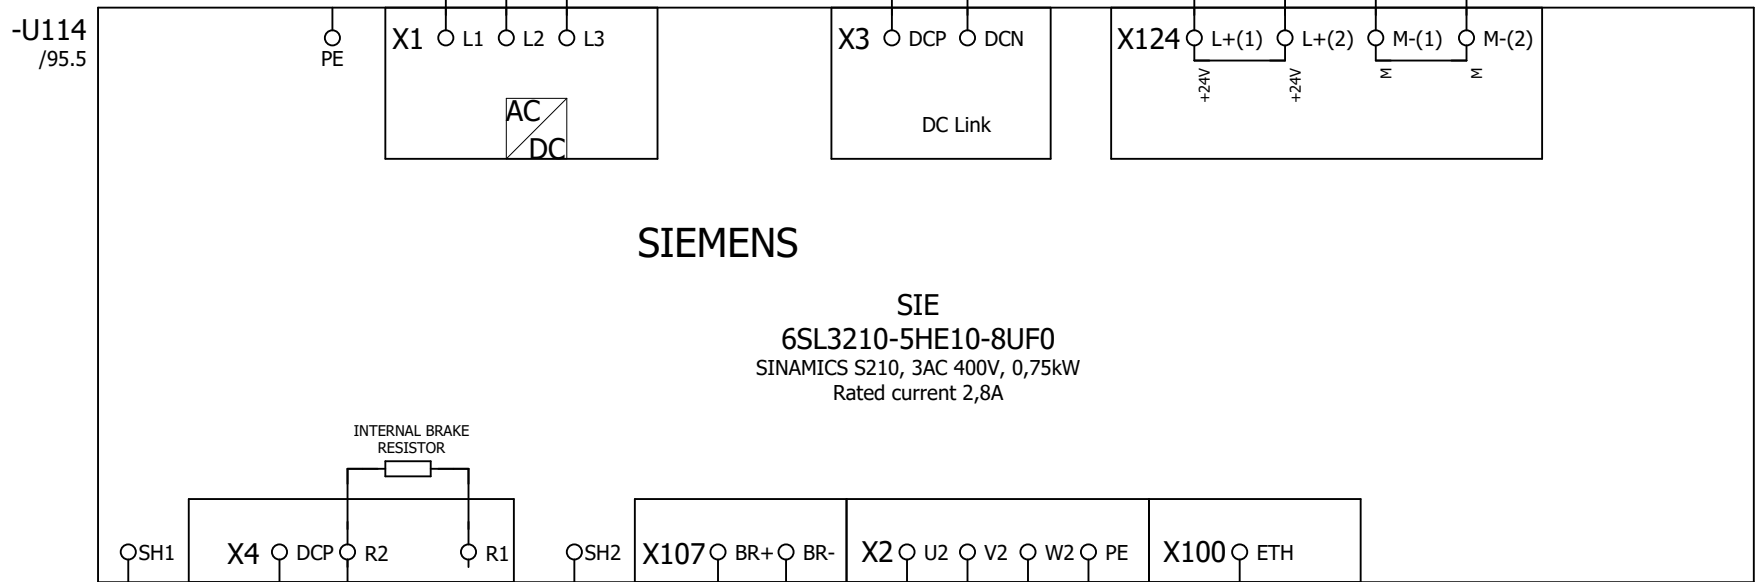 -U114
/95.5
PE
X1 L1 L2 L3
AC
DC
X3 DCP DCN
DC Link
X124 L+(1) L+(2) M-(1) M-(2)
+24V +24V M M
SIEMENS
SIE
6SL3210-5HE10-8UF0
SINAMICS S210, 3AC 400V, 0,75kW
Rated current 2,8A
INTERNAL BRAKE
RESISTOR
SH1 X4 DCP R2 R1 SH2 X107 BR+ BR- X2 U2 V2 W2 PE X100 ETH